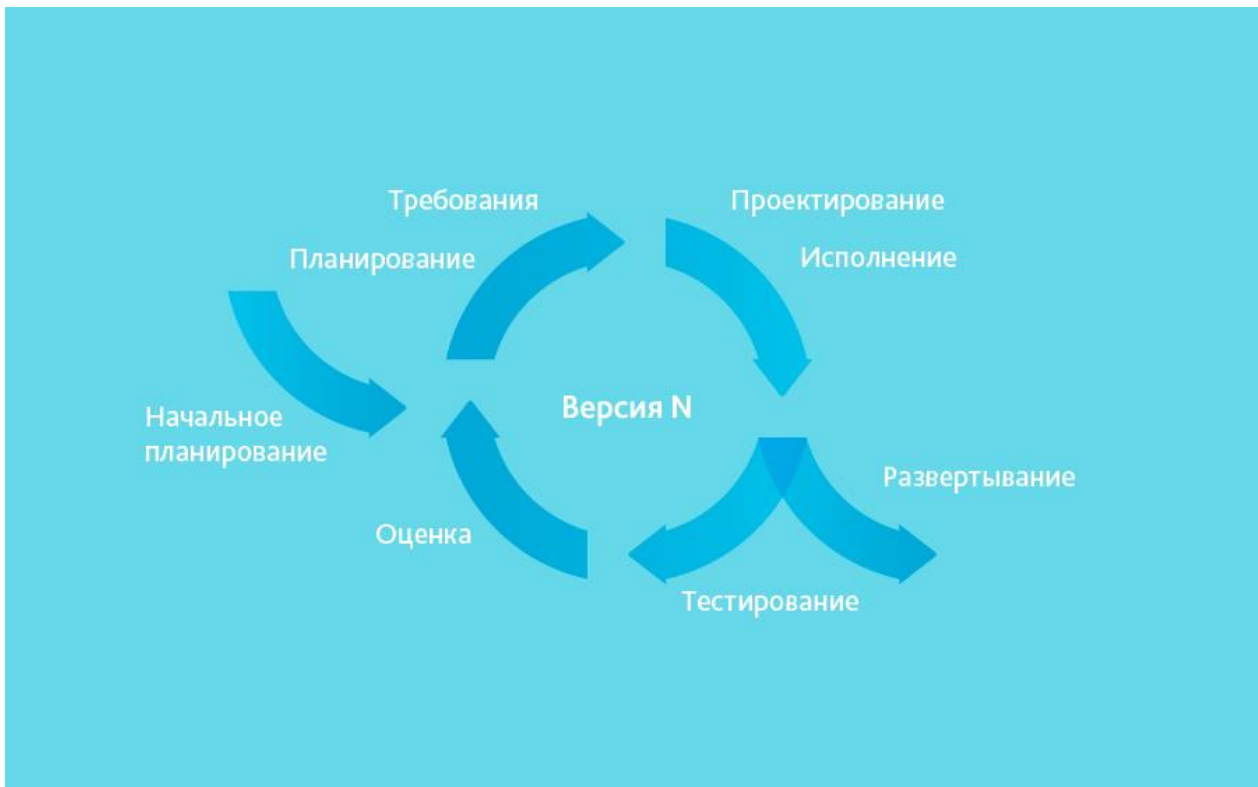 Требования
Проектирование
Планирование
Исполнение
Версия N
Начальное
планирование
Развертывание
Оценка
Тестирование